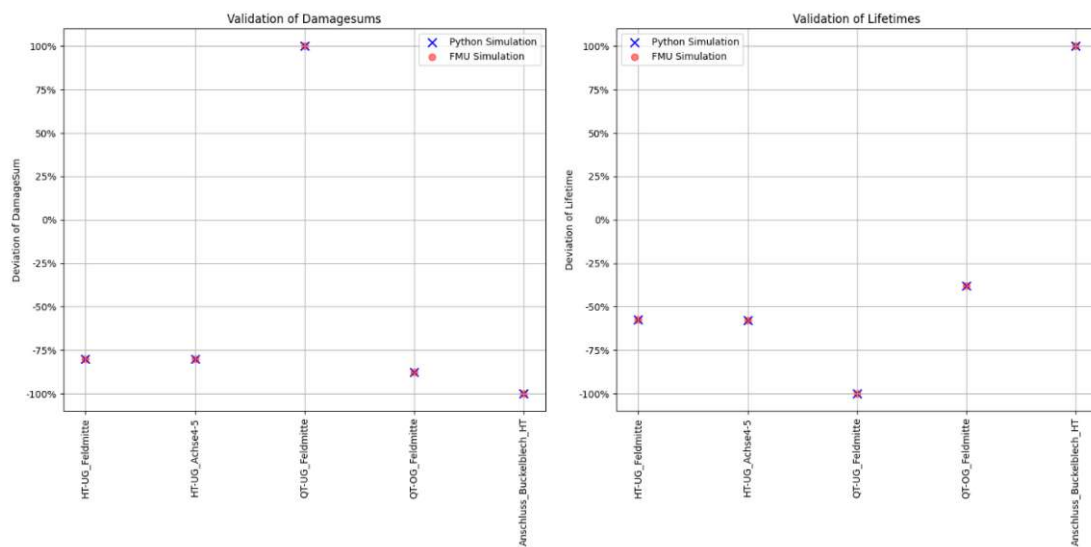 Validation of Damagesums
Python Simulation
FMU Simulation
100%
75%
50%
25%
0%
-25%
-50%
-75%
-100%
Deviation of DamageSum
HT-UG_Feldmitte
HT-UG_Achse4-5
QT-UG_Feldmitte
QT-OG_Feldmitte
Anschluss_Buckelblech_HT
Validation of Lifetimes
Python Simulation
FMU Simulation
100%
75%
50%
25%
0%
-25%
-50%
-75%
-100%
Deviation of Lifetime
HT-UG_Feldmitte
HT-UG_Achse4-5
QT-UG_Feldmitte
QT-OG_Feldmitte
Anschluss_Buckelblech_HT